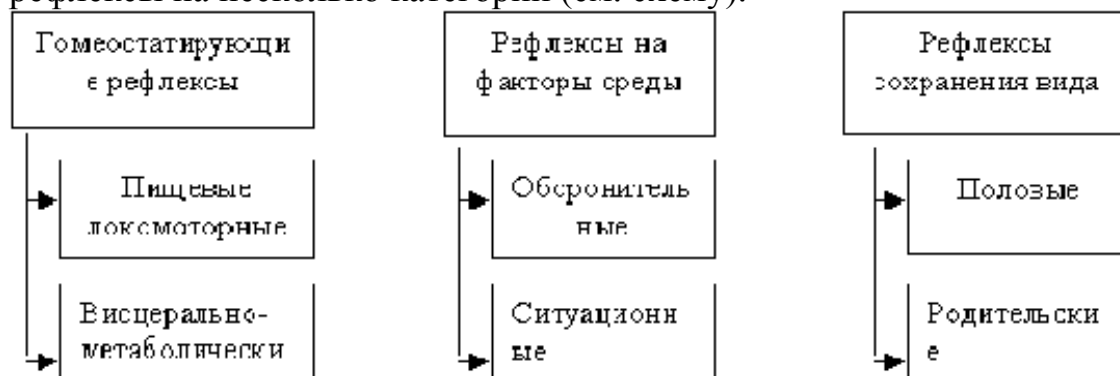 рефлексы на несколько категорий (см. схему).
Гомеостатирующи
е рефлексы
Рефлексы на
факторы среды
Рефлексы
сохранения вида
Пищевые
локомоторные
Оборонитель
ные
Половые
Висцерально-
метаболически
Ситуационн
ые
Родительски
е